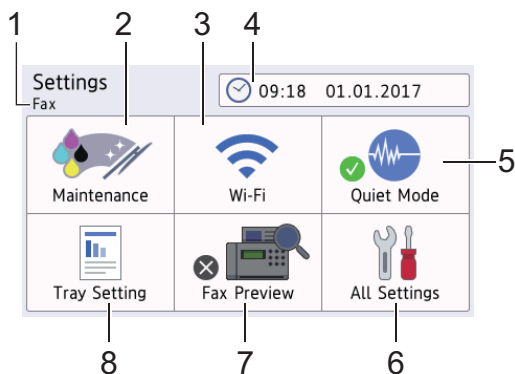 1 2 3 4
Settings
Fax
09:18 01.01.2017
Maintenance Wi-Fi Quiet Mode
5
Tray Setting Fax Preview All Settings
8 7 6